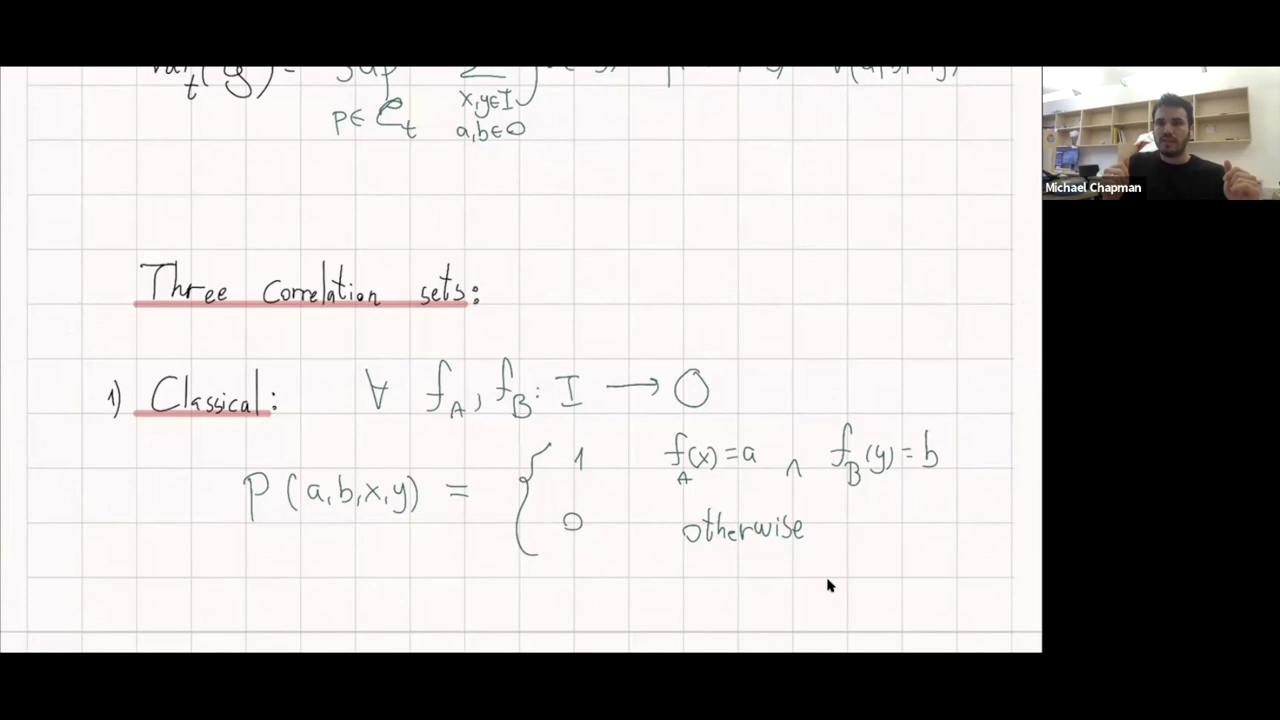 p∈ C_t x,y∈I
a,b∈O
Three Correlation sets:
1) Classical: ∀ f_A, f_B: I ⟶ O
p(a,b,x,y) = { 1 f_A(x)=a ∧ f_B(y)=b
0 otherwise
Michael Chapman